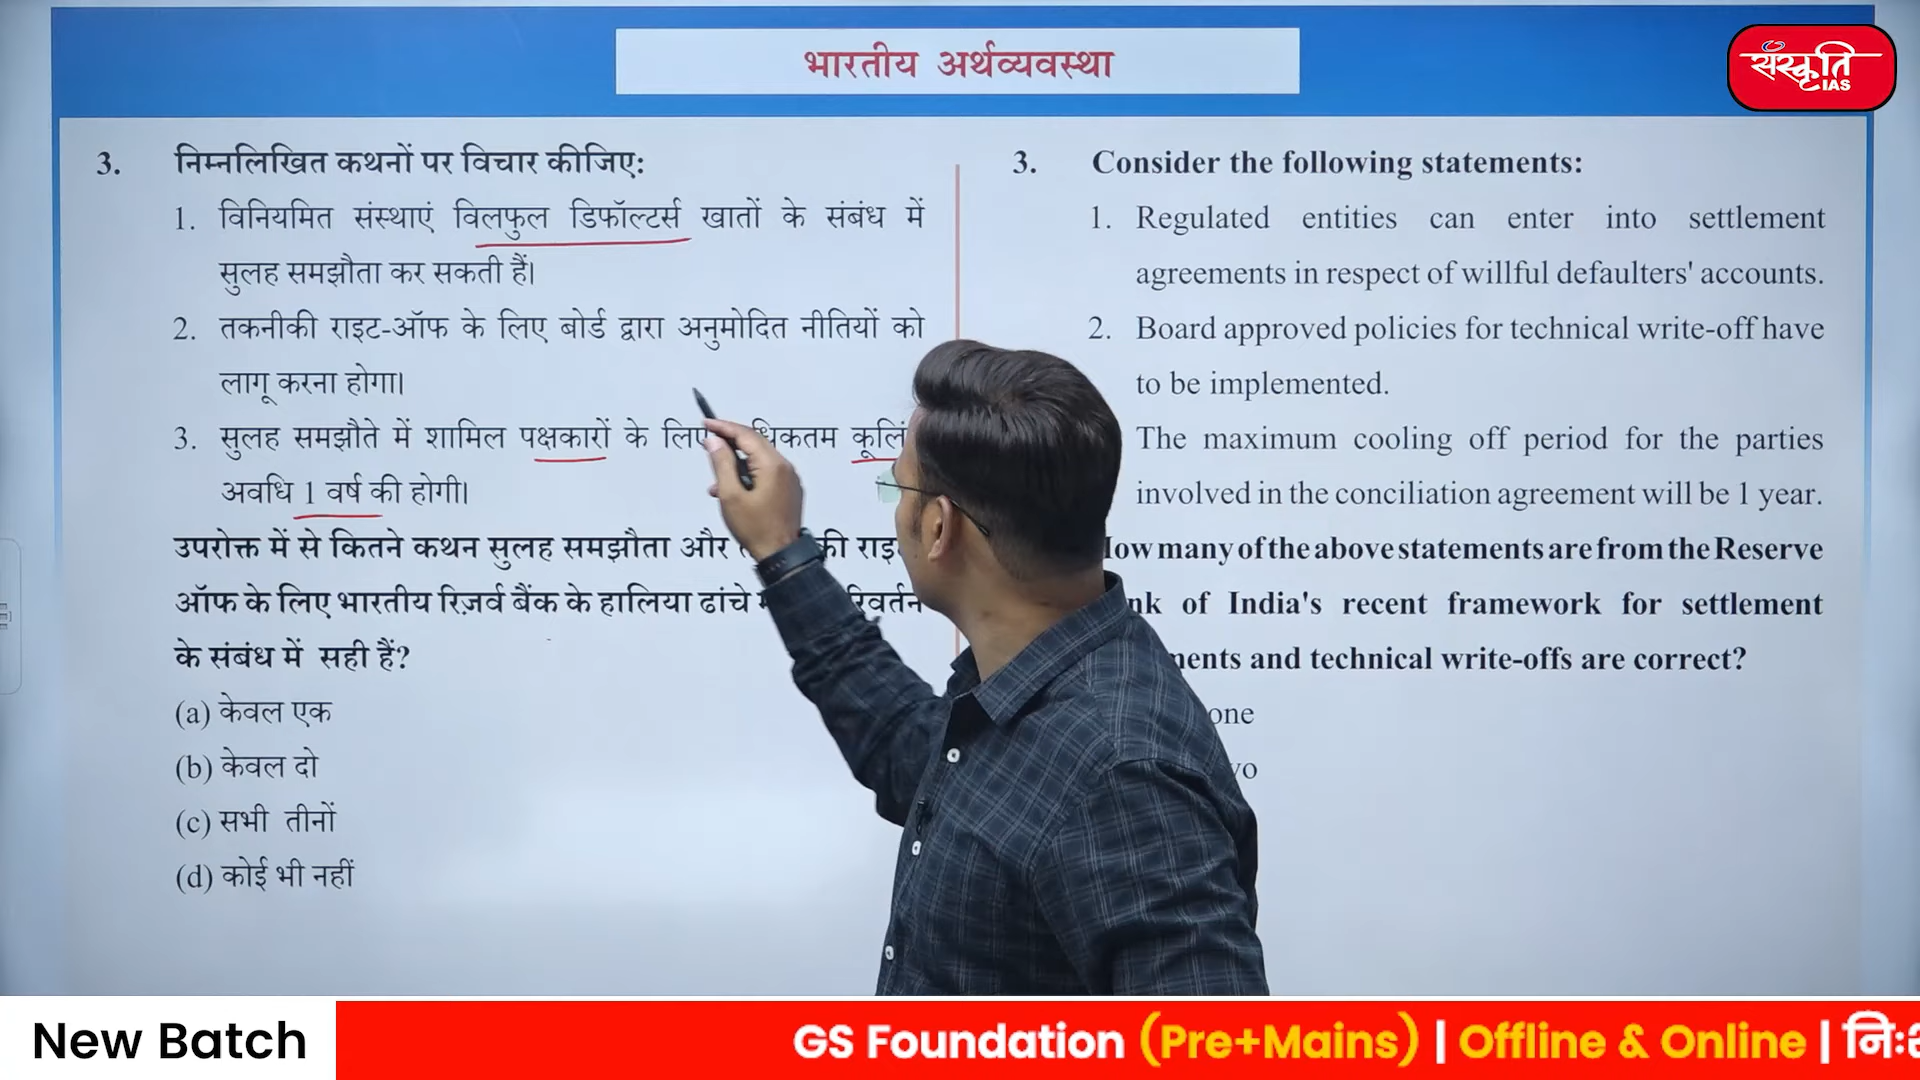 भारतीय अर्थव्यवस्था
संस्कृति
IAS
3. निम्नलिखित कथनों पर विचार कीजिए:
1. विनियमित संस्थाएं विलफुल डिफॉल्टर्स खातों के संबंध में
सुलह समझौता कर सकती हैं।
2. तकनीकी राइट-ऑफ के लिए बोर्ड द्वारा अनुमोदित नीतियों को
लागू करना होगा।
3. सुलह समझौते में शामिल पक्षकारों के लिए
अवधि 1 वर्ष की होगी।
उपरोक्त में से कितने कथन सुलह समझौता और की
ऑफ के लिए भारतीय रिज़र्व बैंक के हालिया ढांचे
के संबंध में सही हैं?
(a) केवल एक
(b) केवल दो
(c) सभी तीनों
(d) कोई भी नहीं
3. Consider the following statements:
1. Regulated entities can enter into settlement
agreements in respect of willful defaulters' accounts.
2. Board approved policies for technical write-off have
to be implemented.
The maximum cooling off period for the parties
involved in the conciliation agreement will be 1 year.
many of the above statements are from the Reserve
of India's recent framework for settlement
and technical write-offs are correct?
one
New Batch
GS Foundation (Pre+Mains) | Offline & Online |